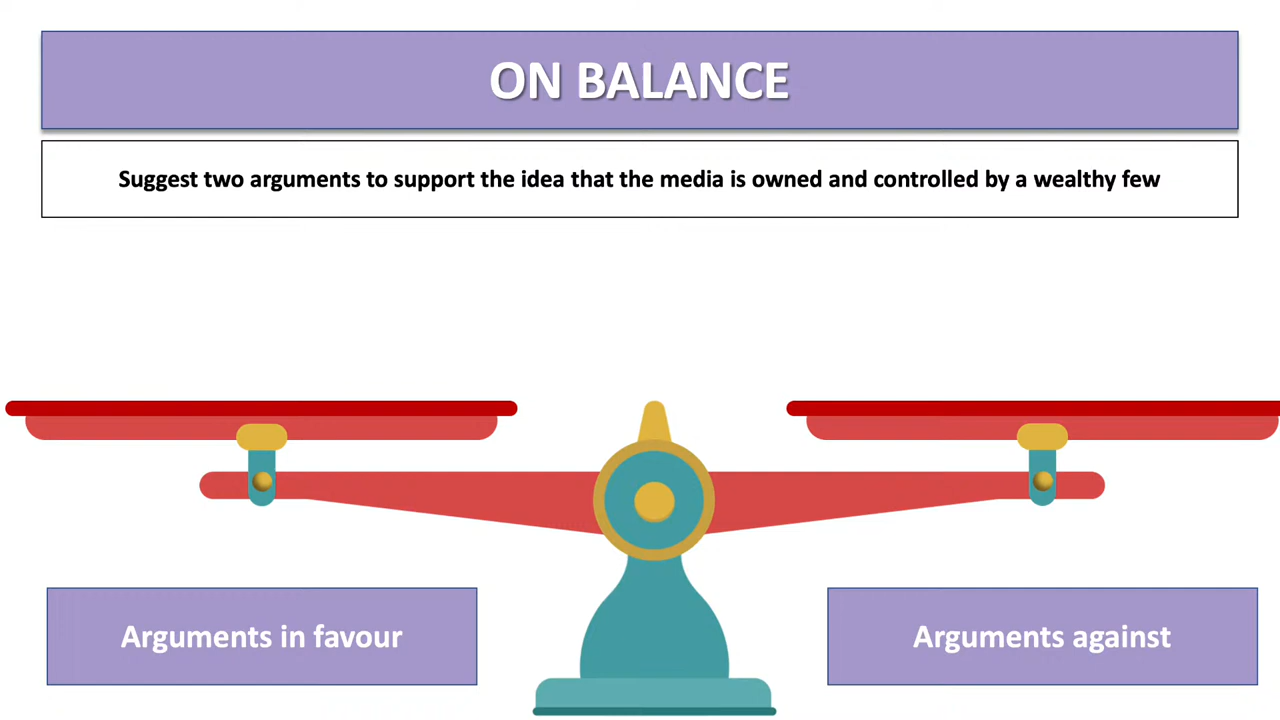 ON BALANCE
Suggest two arguments to support the idea that the media is owned and controlled by a wealthy few
Arguments in favour
Arguments against